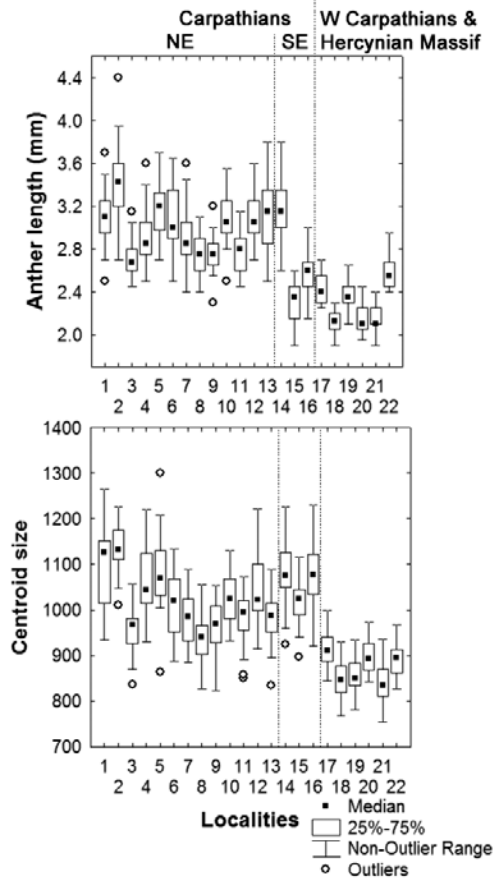 Carpathians
W Carpathians &
NE
SE
Hercynian Massif
Anther length (mm)
4.4
4.0
3.6
3.2
2.8
2.4
2.0
1 3 5 7 9 11 13 15 17 19 21
2 4 6 8 10 12 14 16 18 20 22
Centroid size
1400
1300
1200
1100
1000
900
800
700
1 3 5 7 9 11 13 15 17 19 21
2 4 6 8 10 12 14 16 18 20 22
Localities
Median
25%-75%
Non-Outlier Range
Outliers